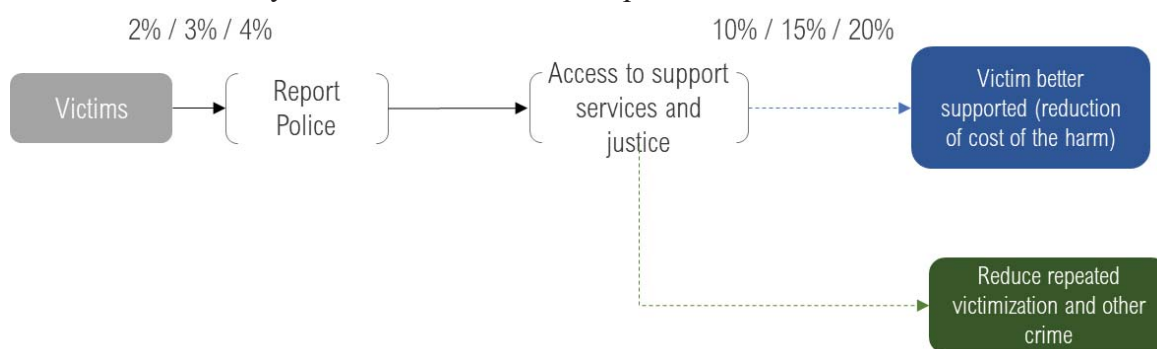 2% / 3% / 4%
10% / 15% / 20%
Victims
Report
Police
Access to support
services and
justice
Victim better
supported (reduction
of cost of the harm)
Reduce repeated
victimization and other
crime